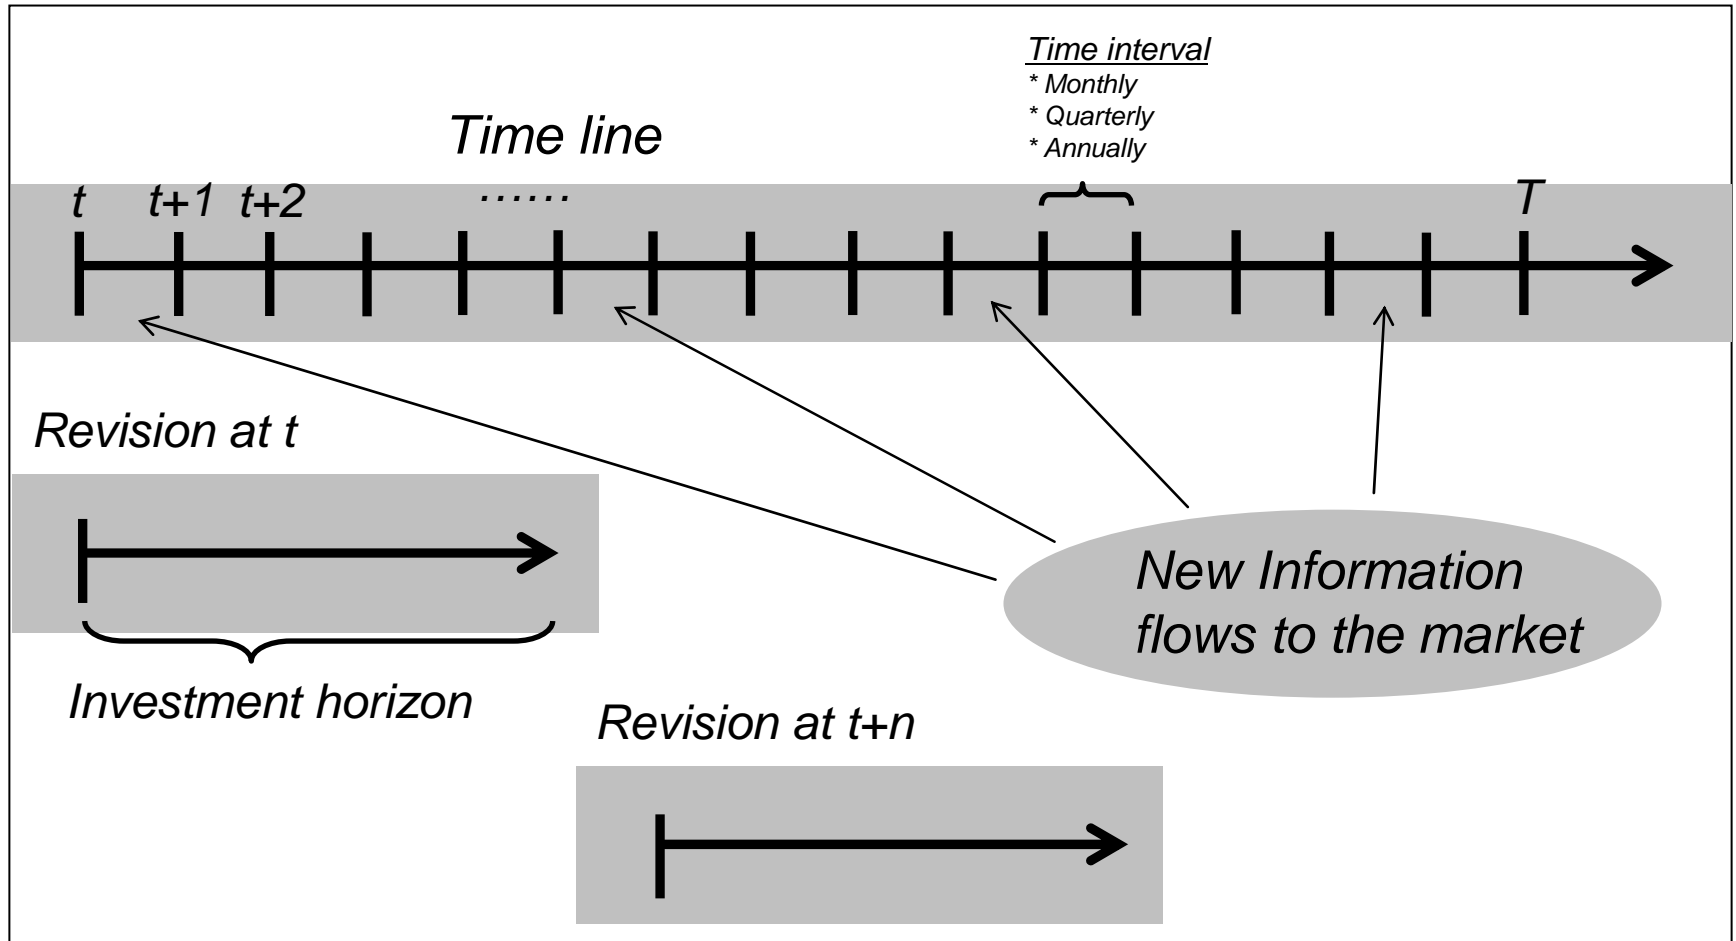 Time interval
* Monthly
* Quarterly
* Annually
Time line
t t+1 t+2 ...... T
Revision at t
New Information
flows to the market
Investment horizon
Revision at t+n